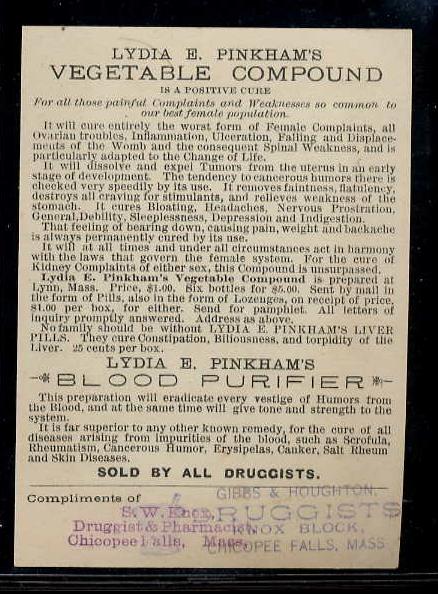 LYDIA E. PINKHAM'S
VEGETABLE COMPOUND
IS A POSITIVE CURE
For all those painful Complaints and Weaknesses so common to
our best female population.
It will cure entirely the worst form of Female Complaints, all
Ovarian troubles, Inflammation, Ulceration, Falling and Displace-
ments of the Womb and the consequent Spinal Weakness, and is
particularly adapted to the Change of Life.
It will dissolve and expel Tumors from the uterus in an early
stage of development. The tendency to cancerous humors there is
checked very speedily by its use. It removes faintness, flatulency,
destroys all craving for stimulants, and relieves weakness of the
stomach. It cures Bloating, Headaches, Nervous Prostration,
General Debility, Sleeplessness, Depression and Indigestion.
That feeling of bearing down, causing pain, weight and backache
is always permanently cured by its use.
It will at all times and under all circumstances act in harmony
with the laws that govern the female system. For the cure of
Kidney Complaints of either sex, this Compound is unsurpassed.
Lydia E. Pinkham's Vegetable Compound is prepared at
Lynn, Mass. Price, $1.00. Six bottles for $5.00. Sent by mail in
the form of Pills, also in the form of Lozenges, on receipt of price,
$1.00 per box, for either. Send for pamphlet. All letters of
Inquiry promptly answered. Address as above.
No family should be without LYDIA E. PINKHAM'S LIVER
PILLS. They cure Constipation, Biliousness, and torpidity of the
Liver. 25 cents per box.
LYDIA E. PINKHAM'S
BLOOD PURIFIER
This preparation will eradicate every vestige of Humors from
the Blood, and at the same time will give tone and strength to the
system.
It is far superior to any other known remedy, for the cure of all
diseases arising from impurities of the blood, such as Scrofula,
Rheumatism, Cancerous Humor, Erysipelas, Canker, Salt Rheum
and Skin Diseases.
SOLD BY ALL DRUGGISTS.
Compliments of
S. W. Knox,
Druggist & Pharmacist,
Chicopee Falls, Mass.
GIBBS & HOUGHTON,
DRUGGISTS
KNOX BLOCK,
CHICOPEE FALLS, MASS